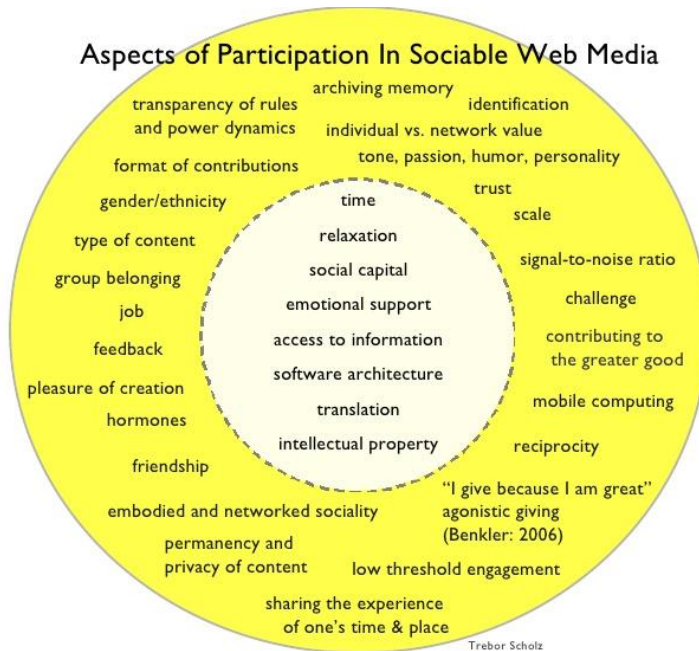 Aspects of Participation In Sociable Web Media
archiving memory
transparency of rules
and power dynamics
identification
individual vs. network value
tone, passion, humor, personality
format of contributions
trust
gender/ethnicity
scale
type of content
signal-to-noise ratio
group belonging
challenge
job
contributing to
the greater good
feedback
pleasure of creation
mobile computing
hormones
reciprocity
friendship
"I give because I am great"
agonistic giving
(Benkler: 2006)
embodied and networked sociality
permanency and
privacy of content
low threshold engagement
sharing the experience
of one's time & place
time
relaxation
social capital
emotional support
access to information
software architecture
translation
intellectual property
Trebor Scholz